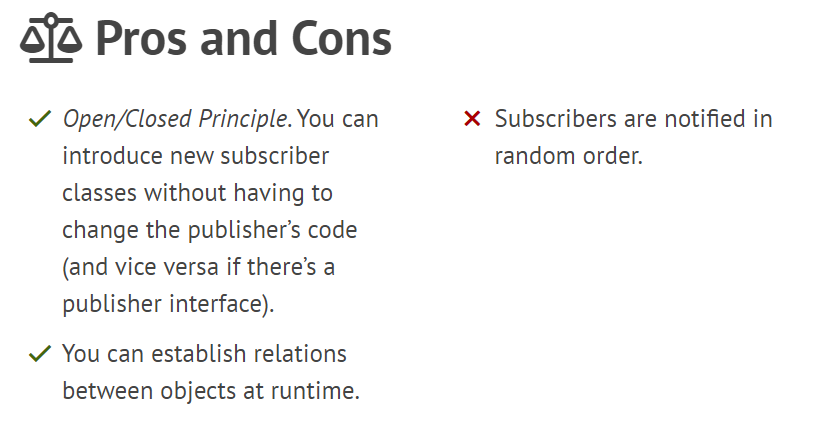 Pros and Cons
Open/Closed Principle. You can
introduce new subscriber
classes without having to
change the publisher’s code
(and vice versa if there’s a
publisher interface).
You can establish relations
between objects at runtime.
Subscribers are notified in
random order.